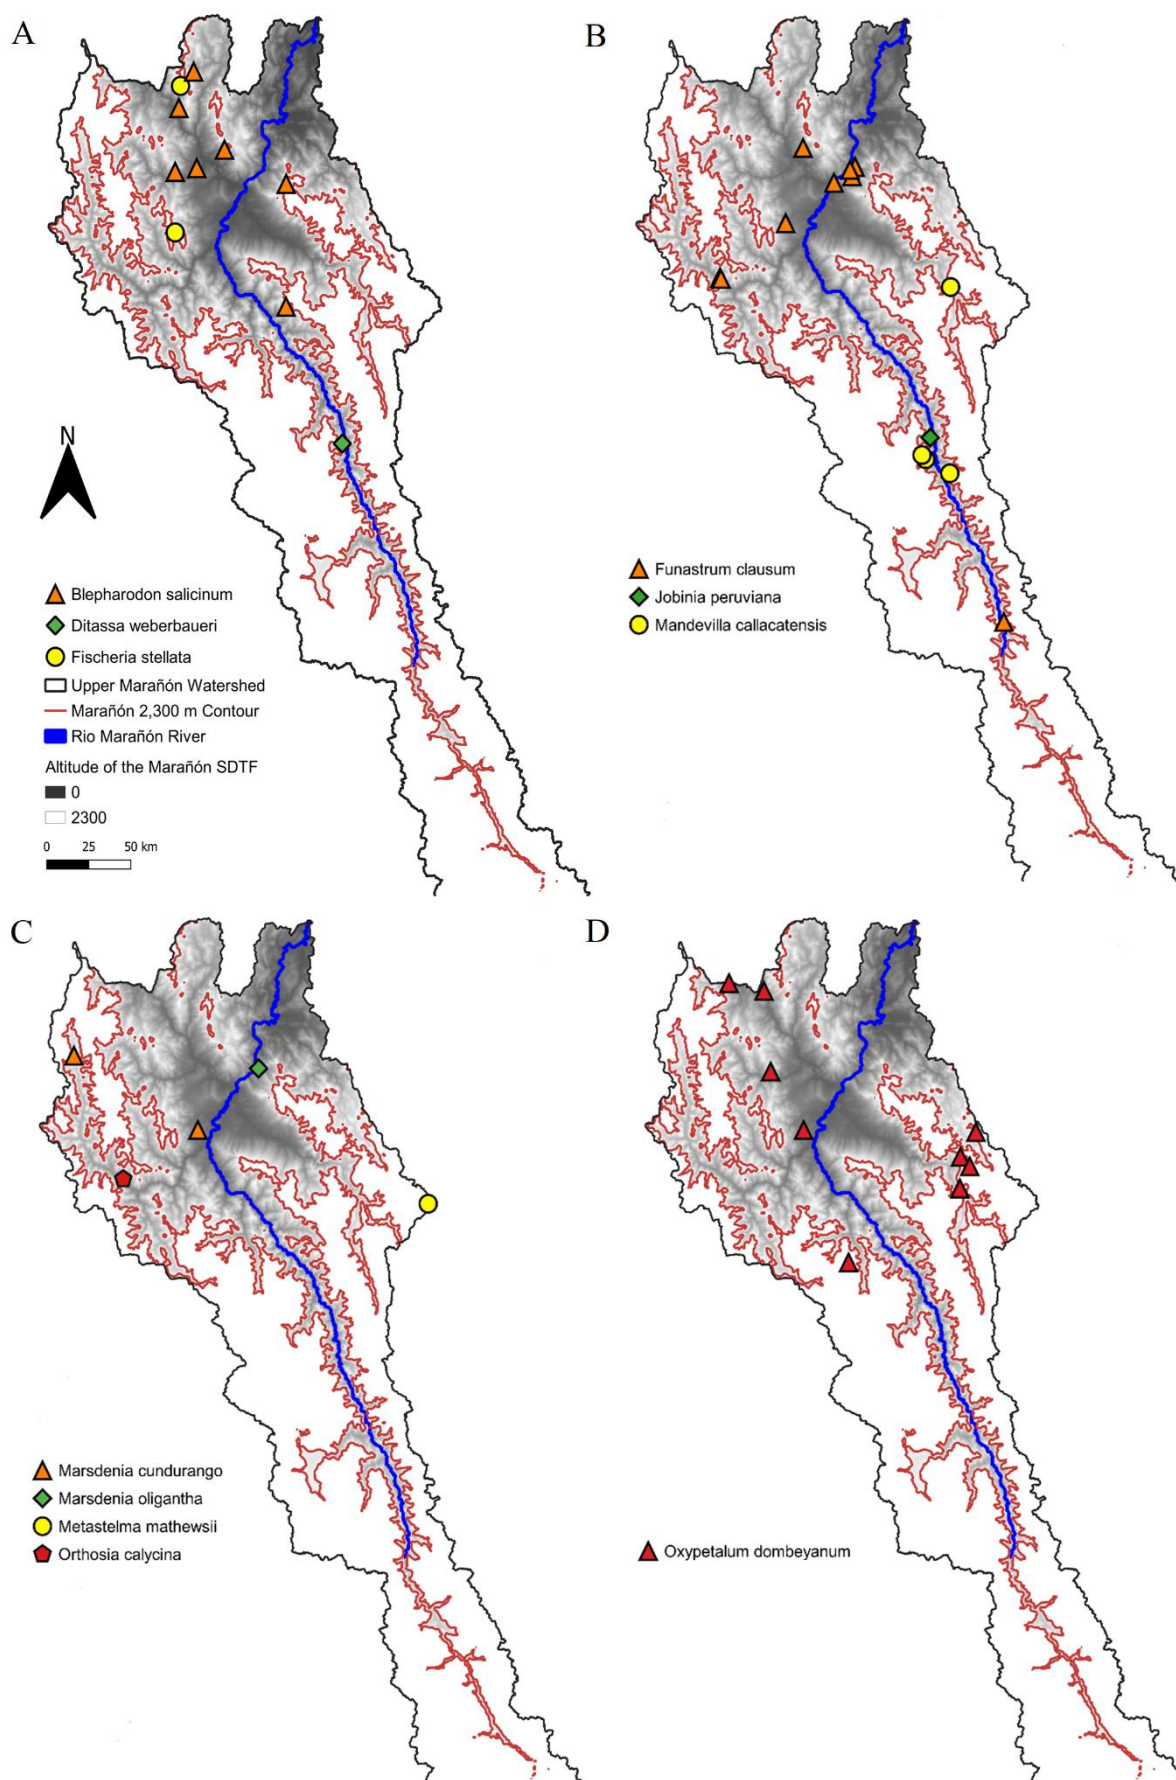 A
B
N
Blepharodon salicinum
Ditassa weberbaueri
Fischeria stellata
Upper Marañón Watershed
Marañón 2,300 m Contour
Rio Marañón River
Altitude of the Marañón SDTF
0
2300
0 25 50 km
Funastrum clausum
Jobinia peruviana
Mandevilla callacatensis
C
D
Marsdenia cundurango
Marsdenia oligantha
Metastelma mathewsii
Orthosia calycina
Oxypetalum dombeyanum